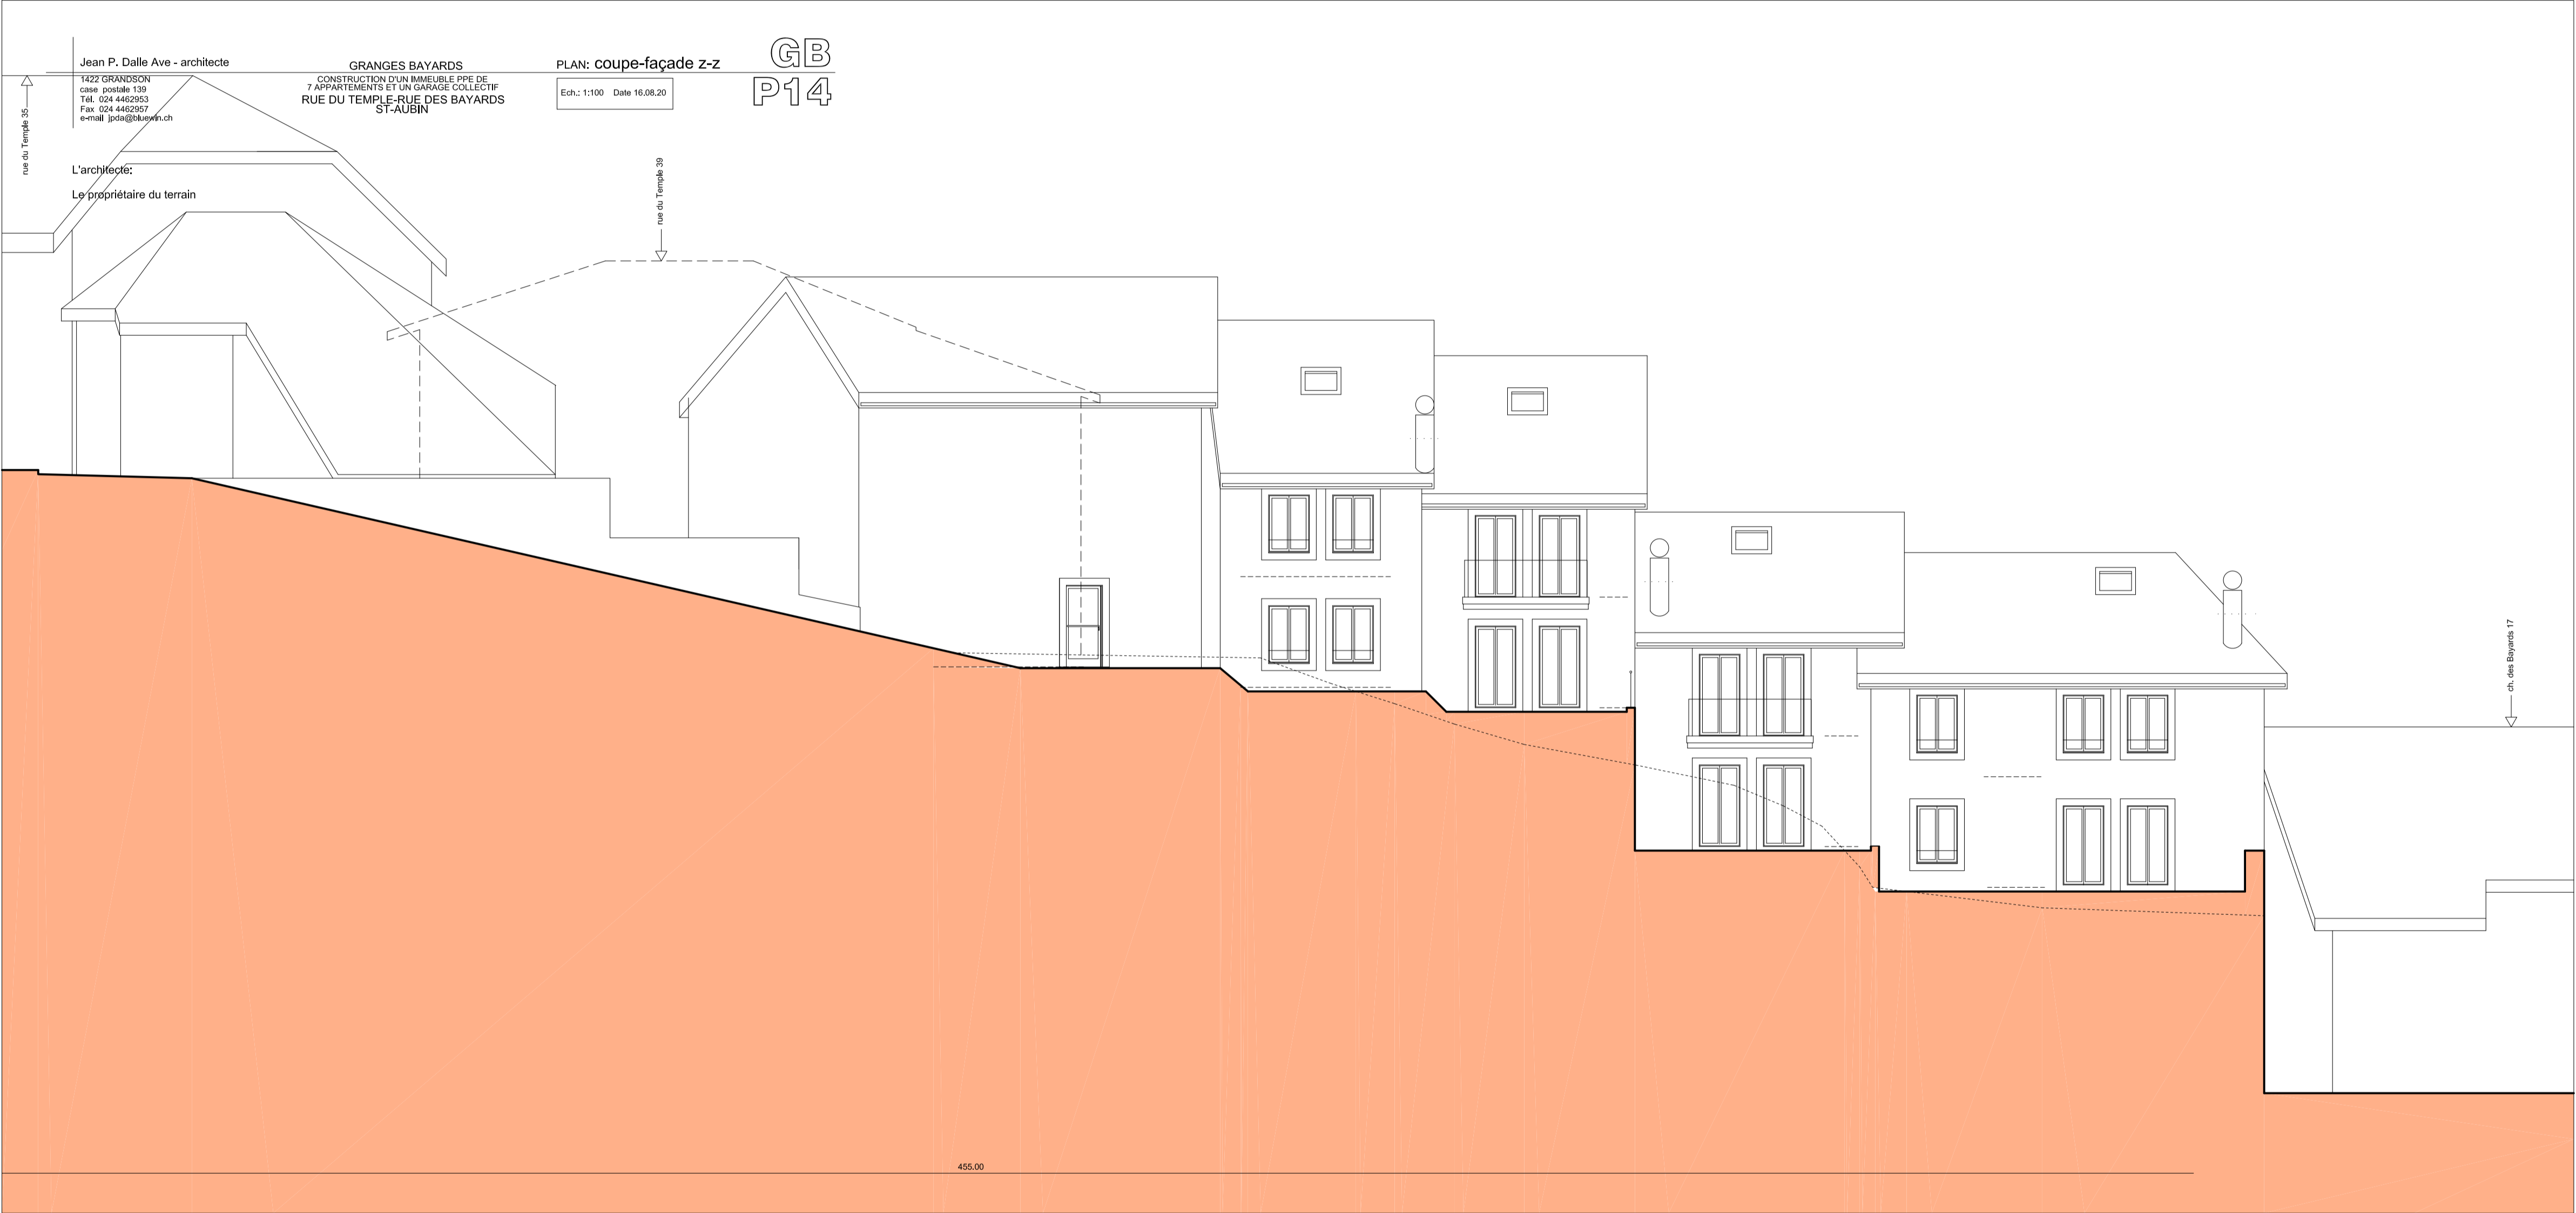 Jean P. Dalle Ave - architecte
1422 GRANDSON
case postale 139
Tél. 024 4462953
Fax 024 4462957
e-mail jpda@bluewin.ch
GRANGES BAYARDS
CONSTRUCTION D'UN IMMEUBLE PPE DE
7 APPARTEMENTS ET UN GARAGE COLLECTIF
RUE DU TEMPLE-RUE DES BAYARDS
ST-AUBIN
PLAN: coupe-façade z-z
Ech.: 1:100 Date 16.08.20
GB
P14
L'architecte:
Le propriétaire du terrain
rue du Temple 35
rue du Temple 39
ch. des Bayards 17
455.00